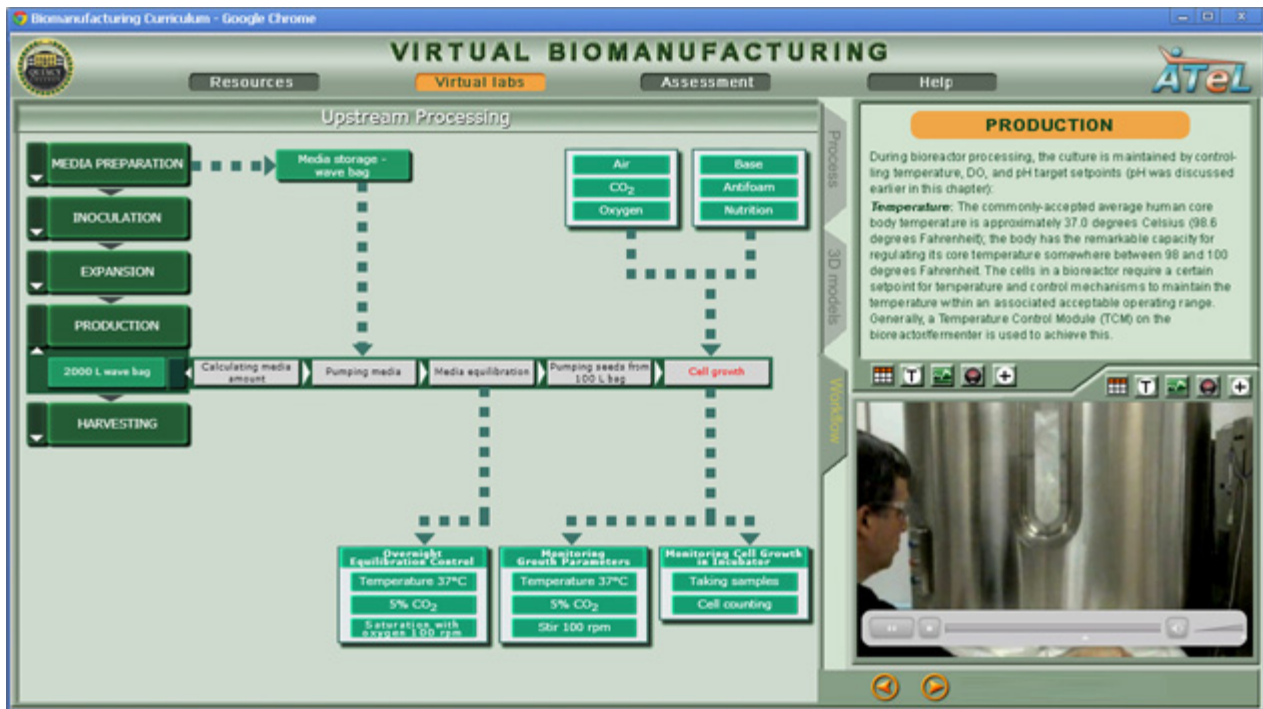 Biomanufacturing Curriculum - Google Chrome
VIRTUAL BIOMANUFACTURING
Resources
Virtual labs
Assessment
Help
QUINCY
ATeL
Upstream Processing
MEDIA PREPARATION
INOCULATION
EXPANSION
PRODUCTION
2000 L wave bag
HARVESTING
Media storage -
wave bag
Air
CO2
Oxygen
Base
Antifoam
Nutrition
Calculating media
amount
Pumping media
Media equilibration
Pumping seeds from
100 L bag
Cell growth
Overnight
Equilibration Control
Temperature 37°C
5% CO2
Saturation with
oxygen 100 rpm
Monitoring
Growth Parameters
Temperature 37°C
5% CO2
Stir 100 rpm
Monitoring Cell Growth
in Incubator
Taking samples
Cell counting
Process
3D models
Workflow
PRODUCTION
During bioreactor processing, the culture is maintained by control-
ling temperature, DO, and pH target setpoints (pH was discussed
earlier in this chapter):
Temperature: The commonly-accepted average human core
body temperature is approximately 37.0 degrees Celsius (98.6
degrees Fahrenheit); the body has the remarkable capacity for
regulating its core temperature somewhere between 98 and 100
degrees Fahrenheit. The cells in a bioreactor require a certain
setpoint for temperature and control mechanisms to maintain the
temperature within an associated acceptable operating range.
Generally, a Temperature Control Module (TCM) on the
bioreactor/fermenter is used to achieve this.
T
T